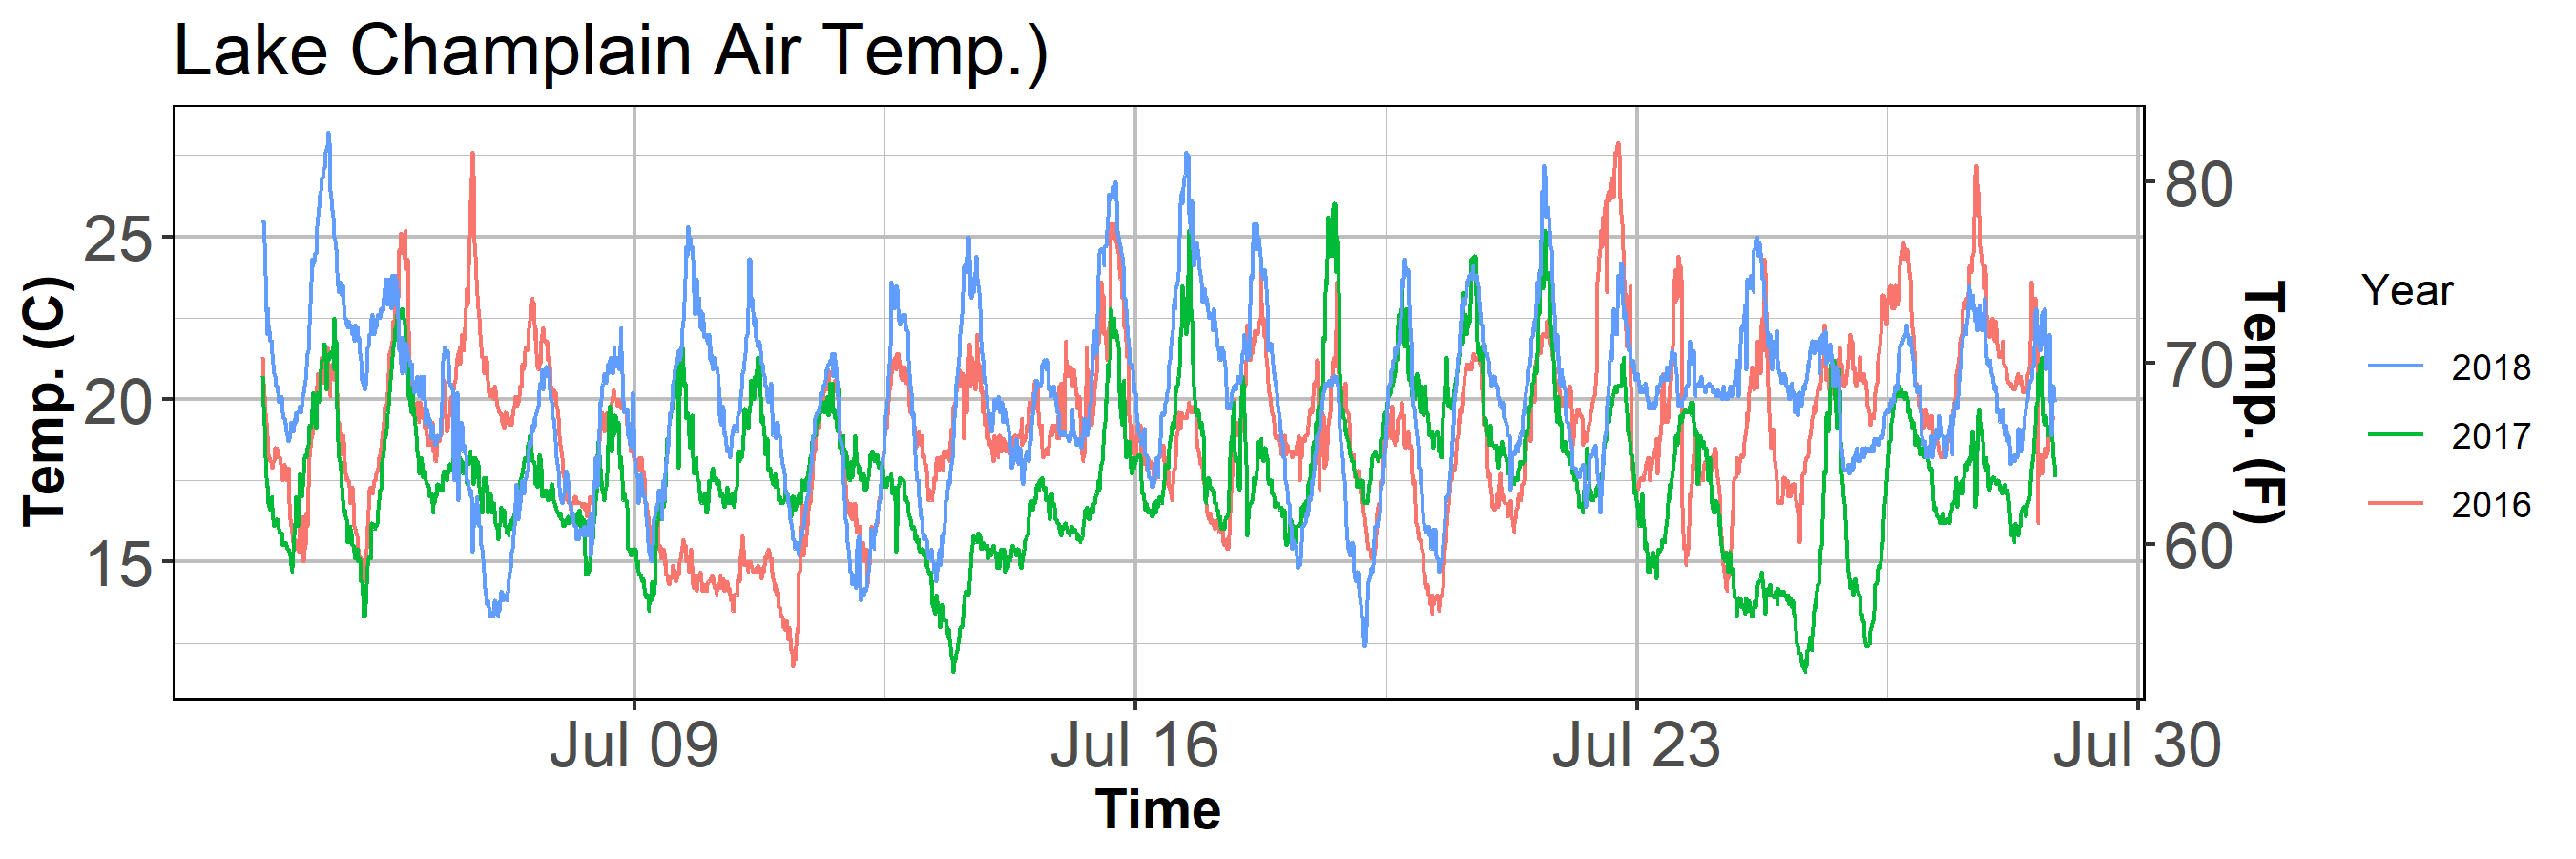 Lake Champlain Air Temp.)
Temp. (C)
25
20
15
80
70
60
Temp. (F)
Jul 09
Jul 16
Jul 23
Jul 30
Time
Year
2018
2017
2016